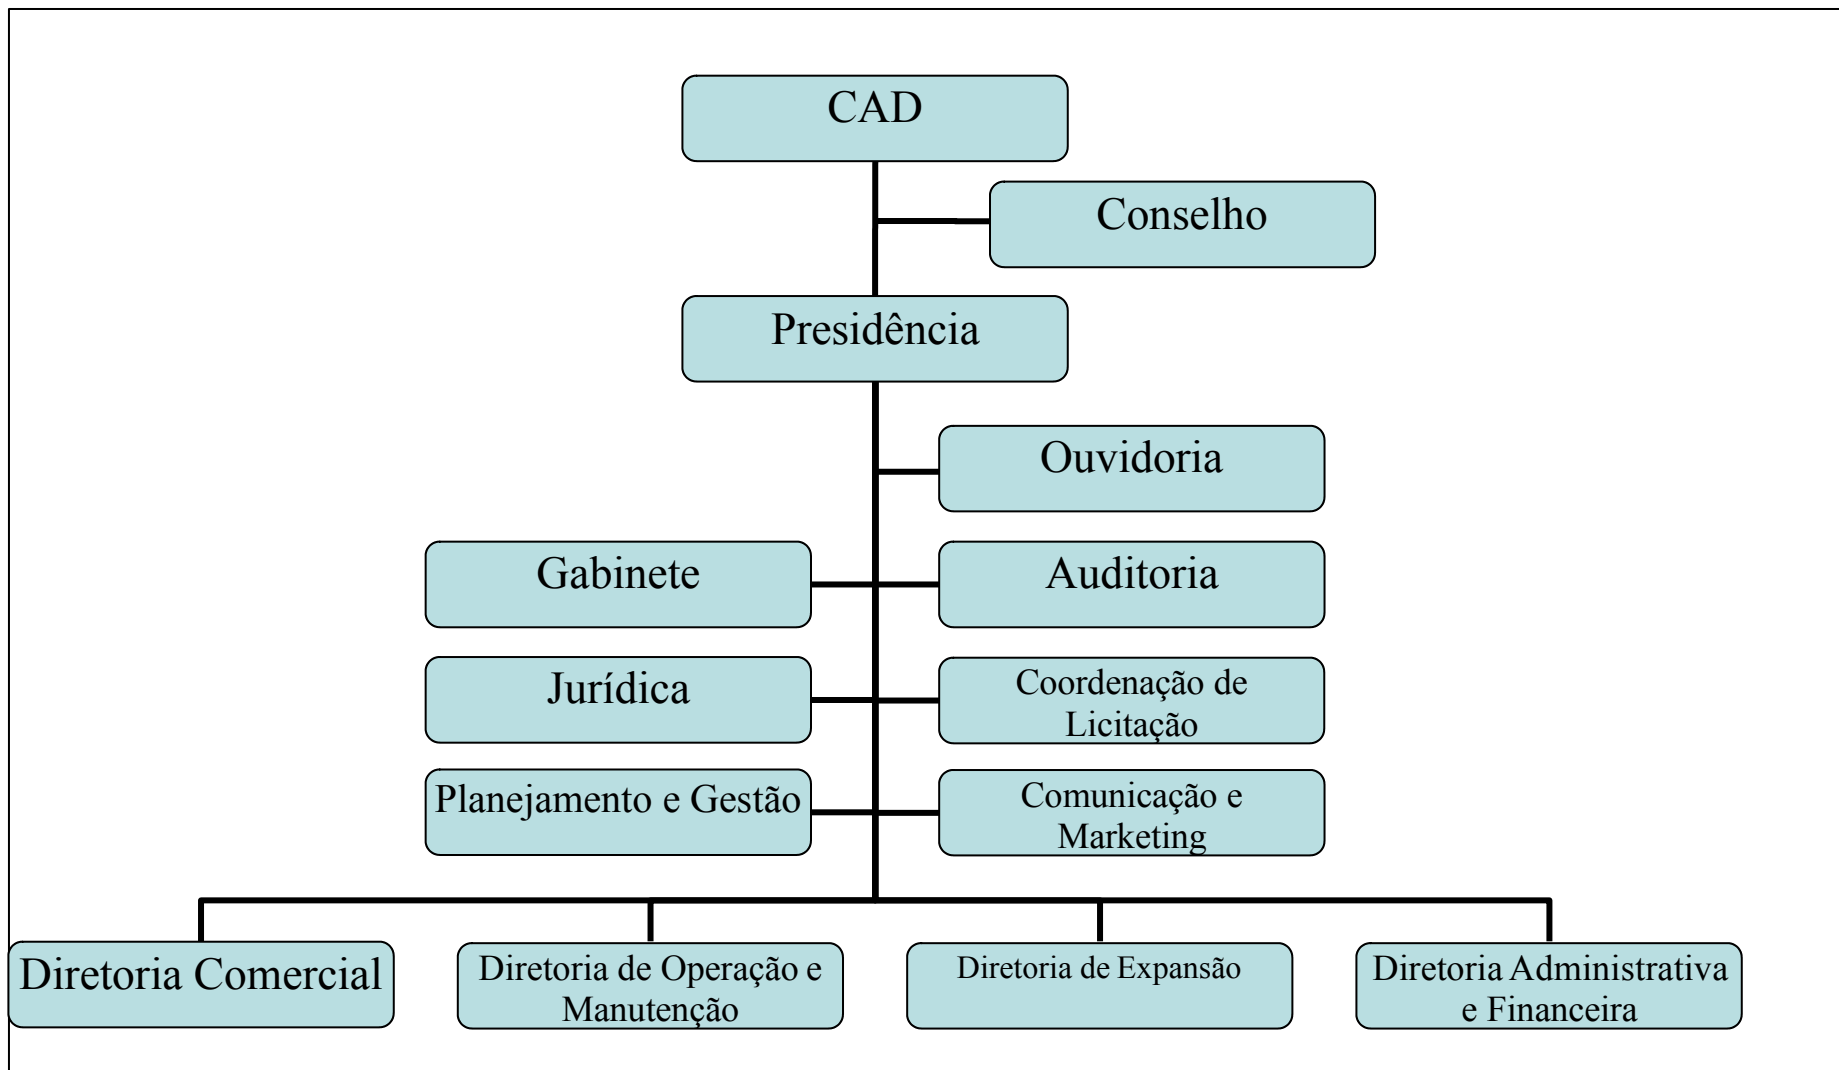 CAD
Conselho
Presidência
Ouvidoria
Gabinete
Auditoria
Jurídica
Coordenação de
Licitação
Planejamento e Gestão
Comunicação e
Marketing
Diretoria Comercial
Diretoria de Operação e
Manutenção
Diretoria de Expansão
Diretoria Administrativa
e Financeira